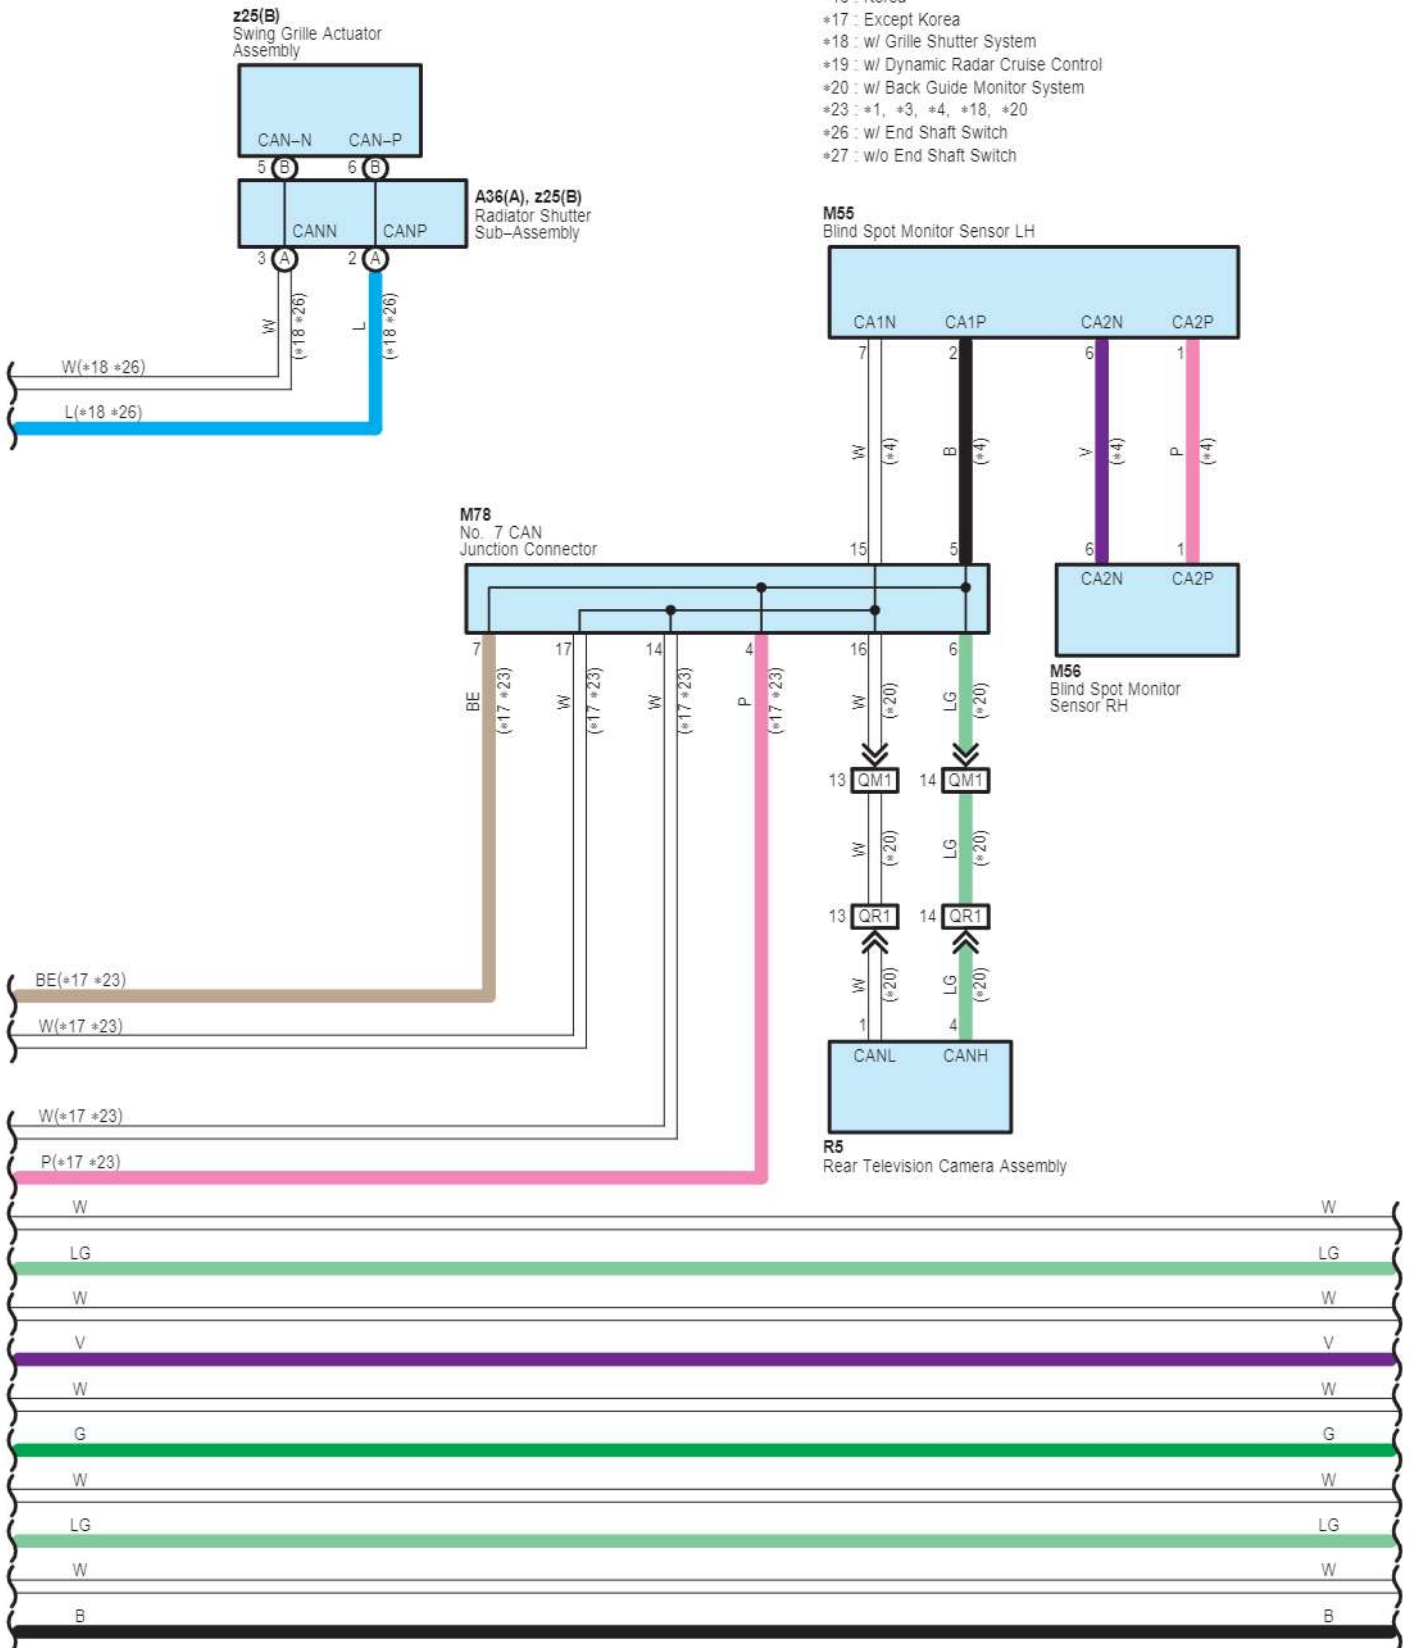 z25(B)
Swing Grille Actuator
Assembly
CAN–N CAN–P
5 B 6 B
A36(A), z25(B)
Radiator Shutter
Sub–Assembly
CANN CANP
3 A 2 A
W
(*18 *26)
L
(*18 *26)
W(*18 *26)
L(*18 *26)
*17 : Except Korea
*18 : w/ Grille Shutter System
*19 : w/ Dynamic Radar Cruise Control
*20 : w/ Back Guide Monitor System
*23 : *1, *3, *4, *18, *20
*26 : w/ End Shaft Switch
*27 : w/o End Shaft Switch
M55
Blind Spot Monitor Sensor LH
CA1N CA1P CA2N CA2P
7 2 6 1
W
(*4)
B
(*4)
V
(*4)
P
(*4)
M78
No. 7 CAN
Junction Connector
15 5 6 1
CA2N CA2P
M56
Blind Spot Monitor
Sensor RH
7 17 14 4 16 6
BE
(*17 *23)
W
(*17 *23)
W
(*17 *23)
P
(*17 *23)
W
(*20)
LG
(*20)
13 QM1 14 QM1
W
(*20)
LG
(*20)
13 QR1 14 QR1
W
(*20)
LG
(*20)
1 4
CANL CANH
R5
Rear Television Camera Assembly
BE(*17 *23)
W(*17 *23)
W(*17 *23)
P(*17 *23)
W W
LG LG
W W
V V
W W
G G
W W
LG LG
W W
B B